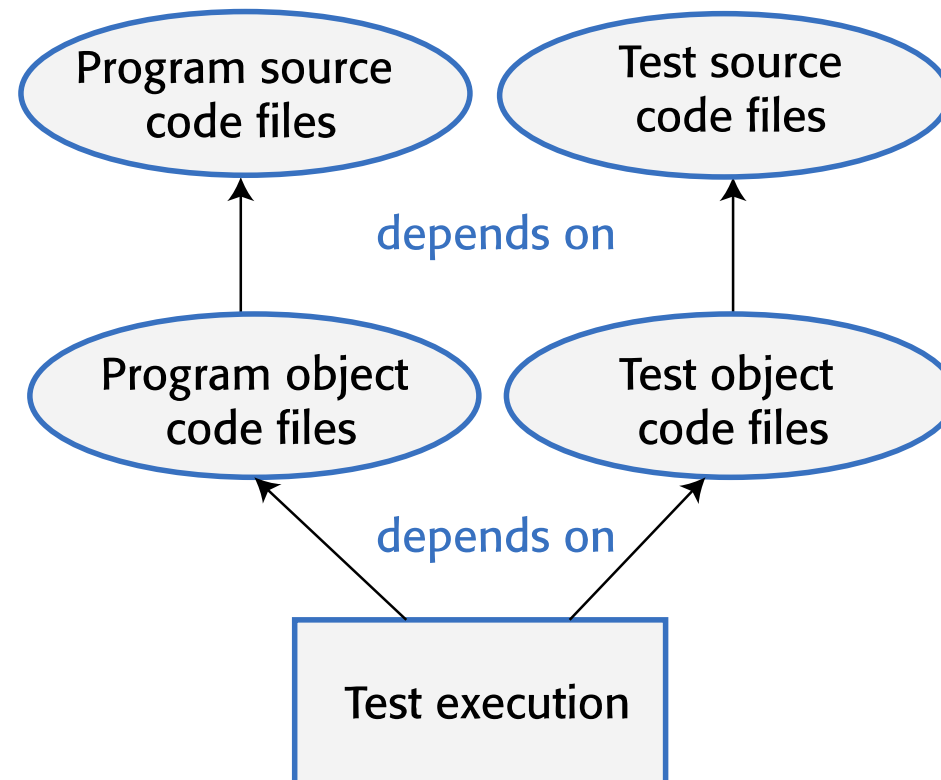 Program source
code files
Test source
code files
depends on
Program object
code files
Test object
code files
depends on
Test execution